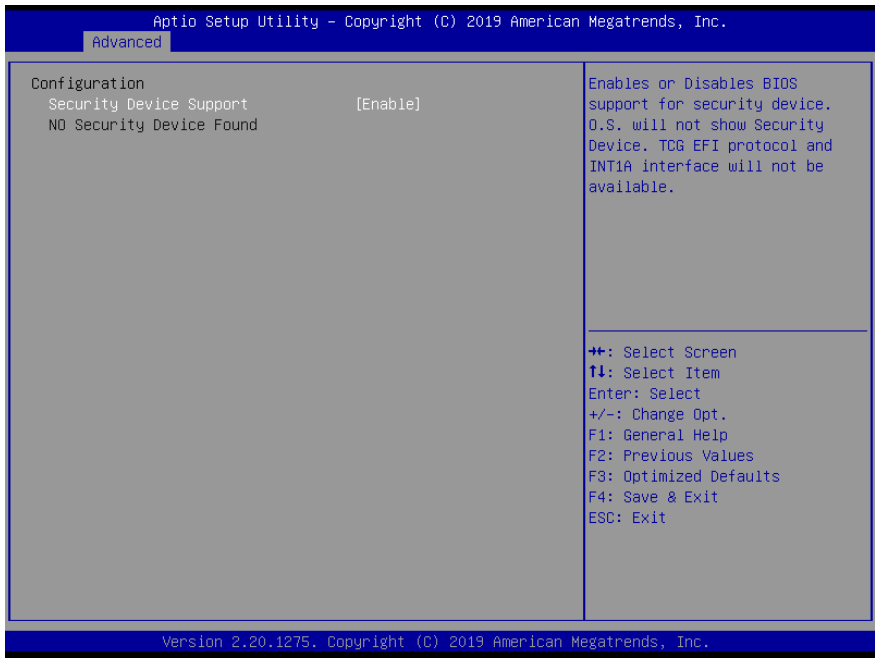 Aptio Setup Utility – Copyright (C) 2019 American Megatrends, Inc.
Advanced
Configuration
Security Device Support [Enable]
NO Security Device Found
Enables or Disables BIOS
support for security device.
O.S. will not show Security
Device. TCG EFI protocol and
INT1A interface will not be
available.
→←: Select Screen
↑↓: Select Item
Enter: Select
+/-: Change Opt.
F1: General Help
F2: Previous Values
F3: Optimized Defaults
F4: Save & Exit
ESC: Exit
Version 2.20.1275. Copyright (C) 2019 American Megatrends, Inc.